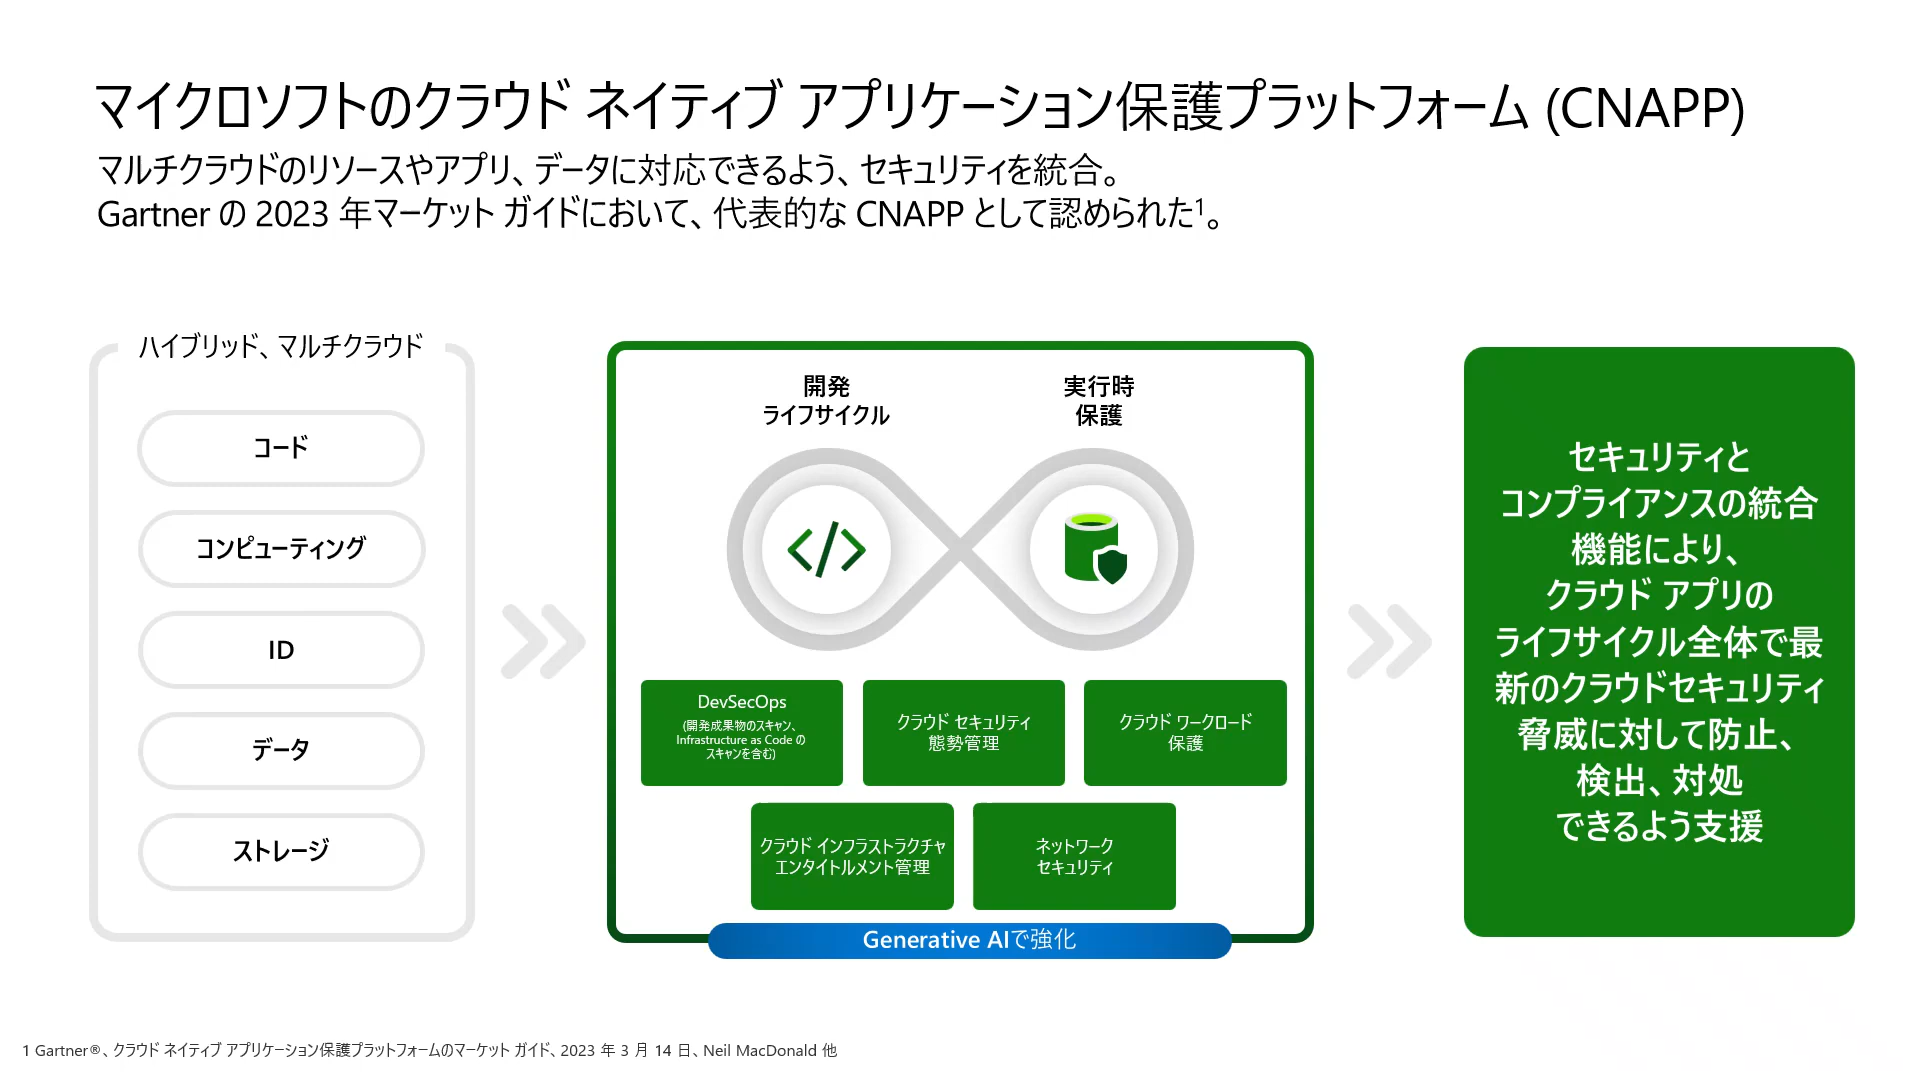 マイクロソフトのクラウド ネイティブ アプリケーション保護プラットフォーム (CNAPP)
マルチクラウドのリソースやアプリ、データに対応できるよう、セキュリティを統合。
Gartner の 2023 年マーケット ガイドにおいて、代表的な CNAPP として認められた1。
ハイブリッド、マルチクラウド
コード
コンピューティング
ID
データ
ストレージ
開発
ライフサイクル
実行時
保護
DevSecOps
(開発成果物のスキャン、
Infrastructure as Code の
スキャンを含む)
クラウド セキュリティ
態勢管理
クラウド ワークロード
保護
クラウド インフラストラクチャ
エンタイトルメント管理
ネットワーク
セキュリティ
Generative AIで強化
セキュリティと
コンプライアンスの統合
機能により、
クラウド アプリの
ライフサイクル全体で最
新のクラウドセキュリティ
脅威に対して防止、
検出、対処
できるよう支援
1 Gartner®、クラウド ネイティブ アプリケーション保護プラットフォームのマーケット ガイド、2023 年 3 月 14 日、Neil MacDonald 他